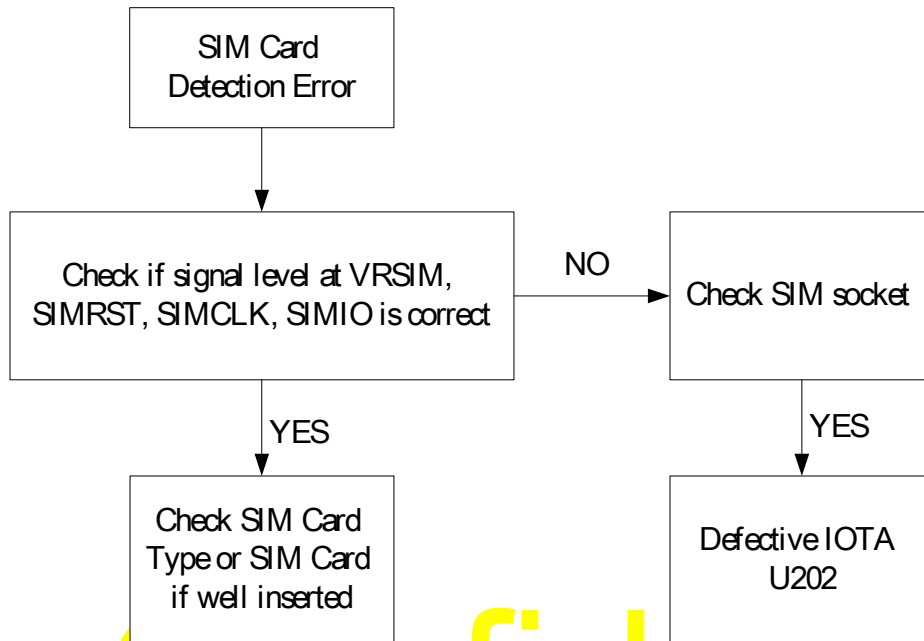 SIM Card
Detection Error
Check if signal level at VRSIM,
SIMRST, SIMCLK, SIMIO is correct
NO
Check SIM socket
YES
YES
Check SIM Card
Type or SIM Card
if well inserted
Defective IOTA
U202